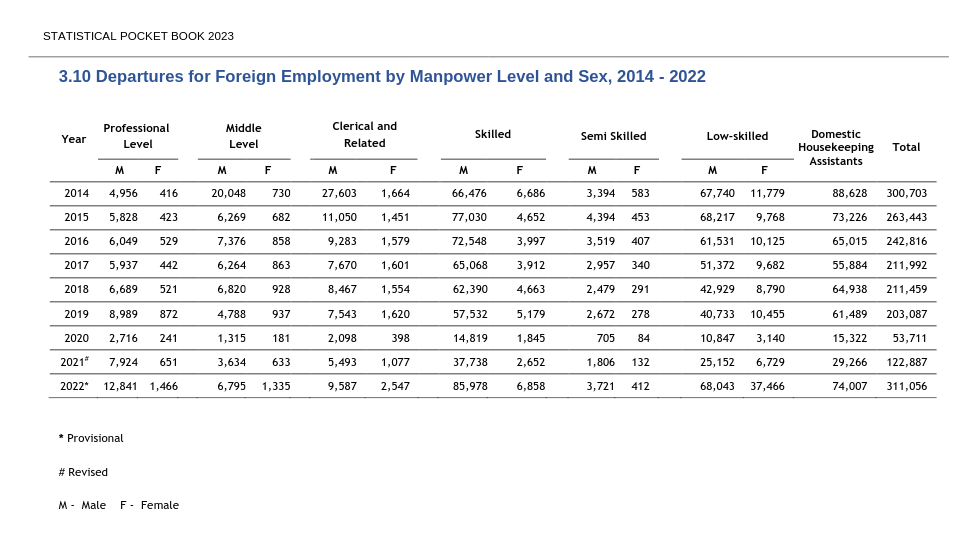 STATISTICAL POCKET BOOK 2023
3.10 Departures for Foreign Employment by Manpower Level and Sex, 2014 - 2022
Year Professional Level Middle Level Clerical and Related Skilled Semi Skilled Low-skilled Domestic Housekeeping Assistants Total
M F M F M F M F M F M F
2014 4,956 416 20,048 730 27,603 1,664 66,476 6,686 3,394 583 67,740 11,779 88,628 300,703
2015 5,828 423 6,269 682 11,050 1,451 77,030 4,652 4,394 453 68,217 9,768 73,226 263,443
2016 6,049 529 7,376 858 9,283 1,579 72,548 3,997 3,519 407 61,531 10,125 65,015 242,816
2017 5,937 442 6,264 863 7,670 1,601 65,068 3,912 2,957 340 51,372 9,682 55,884 211,992
2018 6,689 521 6,820 928 8,467 1,554 62,390 4,663 2,479 291 42,929 8,790 64,938 211,459
2019 8,989 872 4,788 937 7,543 1,620 57,532 5,179 2,672 278 40,733 10,455 61,489 203,087
2020 2,716 241 1,315 181 2,098 398 14,819 1,845 705 84 10,847 3,140 15,322 53,711
2021# 7,924 651 3,634 633 5,493 1,077 37,738 2,652 1,806 132 25,152 6,729 29,266 122,887
2022* 12,841 1,466 6,795 1,335 9,587 2,547 85,978 6,858 3,721 412 68,043 37,466 74,007 311,056
* Provisional
# Revised
M - Male F - Female